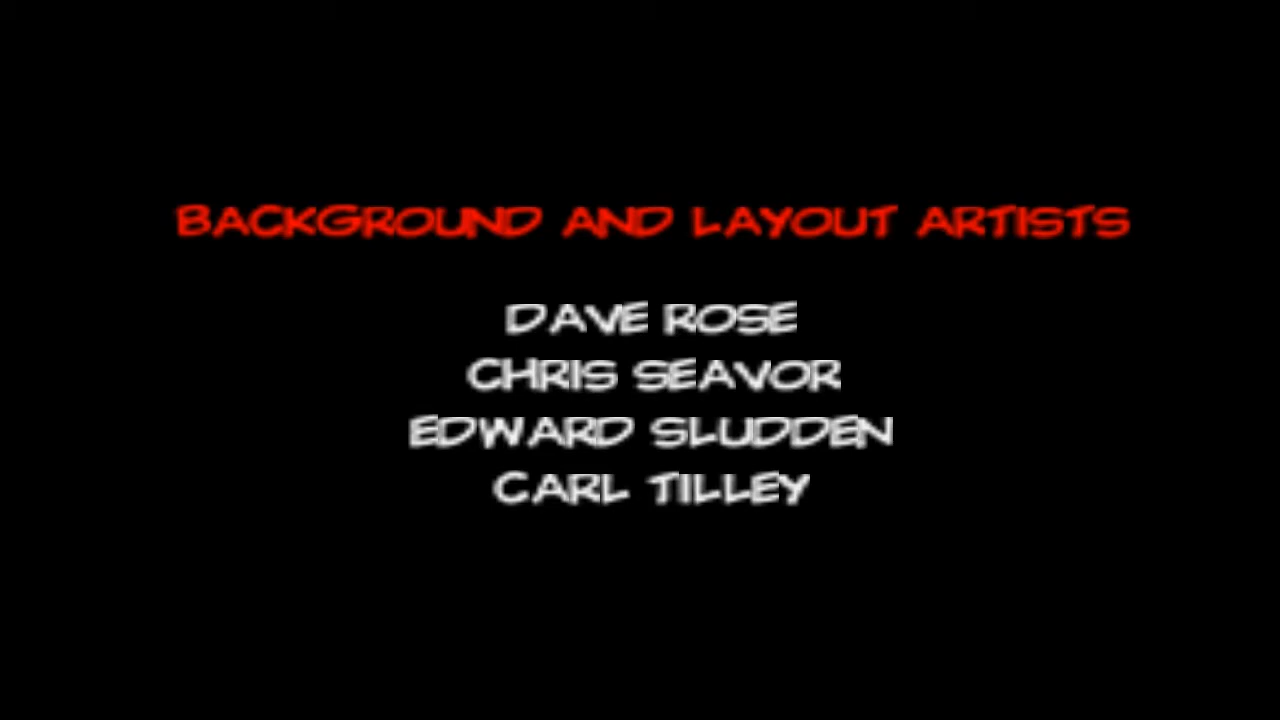 BACKGROUND AND LAYOUT ARTISTS
DAVE ROSE
CHRIS SEAVOR
EDWARD SLUDDEN
CARL TILLEY